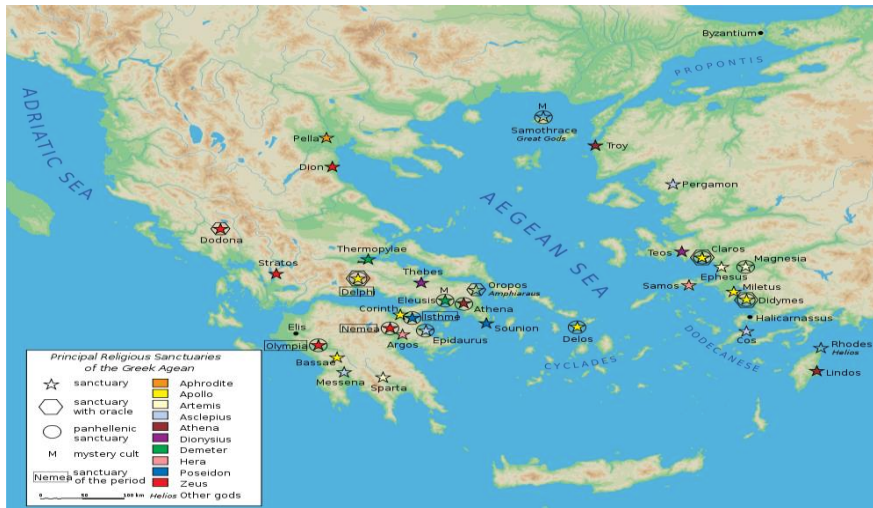 Byzantium
PROPONTIS
ADRIATIC SEA
M
Samothrace
Great Gods
Pella
Troy
Dion
Pergamon
AEGEAN SEA
Dodona
Thermopylae
Teos
Claros
Magnesia
Stratos
Thebes
Oropos
Amphiaraus
Ephesus
Delphi
M
Eleusis
Samos
Miletus
Athena
Didymes
Corinth
Isthme
Halicarnassus
Elis
Nemea
Sounion
Argos
Epidaurus
Delos
Cos
Rhodes
Helios
Olympia
DODECANESE
Bassae
CYCLADES
Messena
Sparta
Lindos
Principal Religious Sanctuaries
of the Greek Agean
sanctuary
sanctuary
with oracle
panhellenic
sanctuary
M mystery cult
Nemea sanctuary
of the period
0 50 100 km
Aphrodite
Apollo
Artemis
Asclepius
Athena
Dionysius
Demeter
Hera
Poseidon
Zeus
Helios Other gods